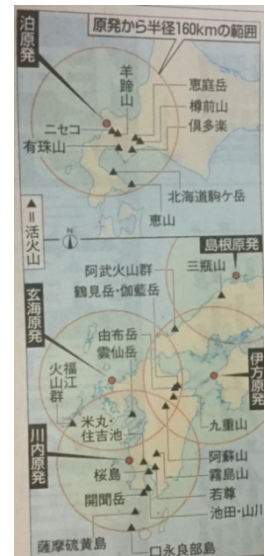 原発から半径160kmの範囲
泊原発
羊蹄山
恵庭岳
樽前山
倶多楽
ニセコ
有珠山
北海道駒ケ岳
恵山
▲=活火山
N
島根原発
三瓶山
阿武火山群
鶴見岳・伽藍岳
玄海原発
由布岳
雲仙岳
伊方原発
福江火山群
米丸・住吉池
九重山
川内原発
阿蘇山
霧島山
桜島
若尊
開聞岳
池田・山川
薩摩硫黄島
口永良部島